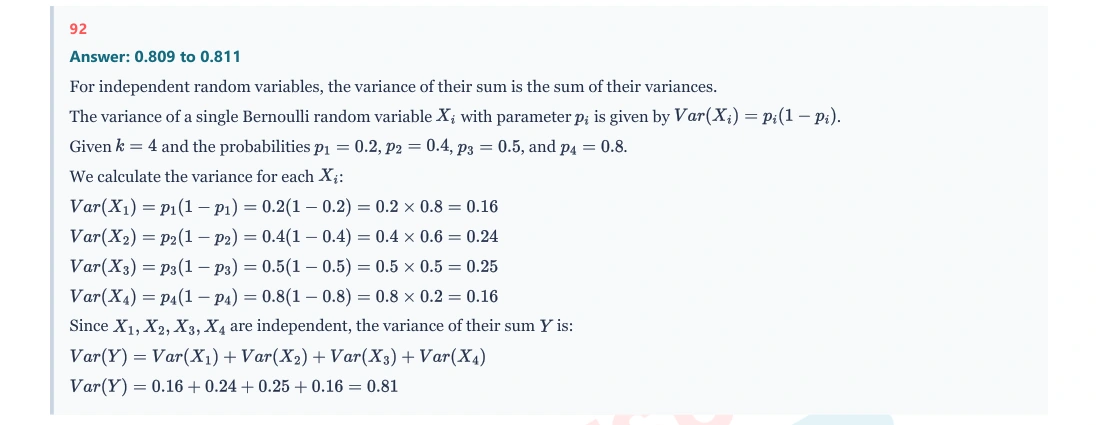 92
Answer: 0.809 to 0.811
For independent random variables, the variance of their sum is the sum of their variances.
The variance of a single Bernoulli random variable $X_i$ with parameter $p_i$ is given by $Var(X_i) = p_i(1 - p_i)$.
Given $k = 4$ and the probabilities $p_1 = 0.2, p_2 = 0.4, p_3 = 0.5$, and $p_4 = 0.8$.
We calculate the variance for each $X_i$:
$Var(X_1) = p_1(1 - p_1) = 0.2(1 - 0.2) = 0.2 \times 0.8 = 0.16$
$Var(X_2) = p_2(1 - p_2) = 0.4(1 - 0.4) = 0.4 \times 0.6 = 0.24$
$Var(X_3) = p_3(1 - p_3) = 0.5(1 - 0.5) = 0.5 \times 0.5 = 0.25$
$Var(X_4) = p_4(1 - p_4) = 0.8(1 - 0.8) = 0.8 \times 0.2 = 0.16$
Since $X_1, X_2, X_3, X_4$ are independent, the variance of their sum $Y$ is:
$Var(Y) = Var(X_1) + Var(X_2) + Var(X_3) + Var(X_4)$
$Var(Y) = 0.16 + 0.24 + 0.25 + 0.16 = 0.81$